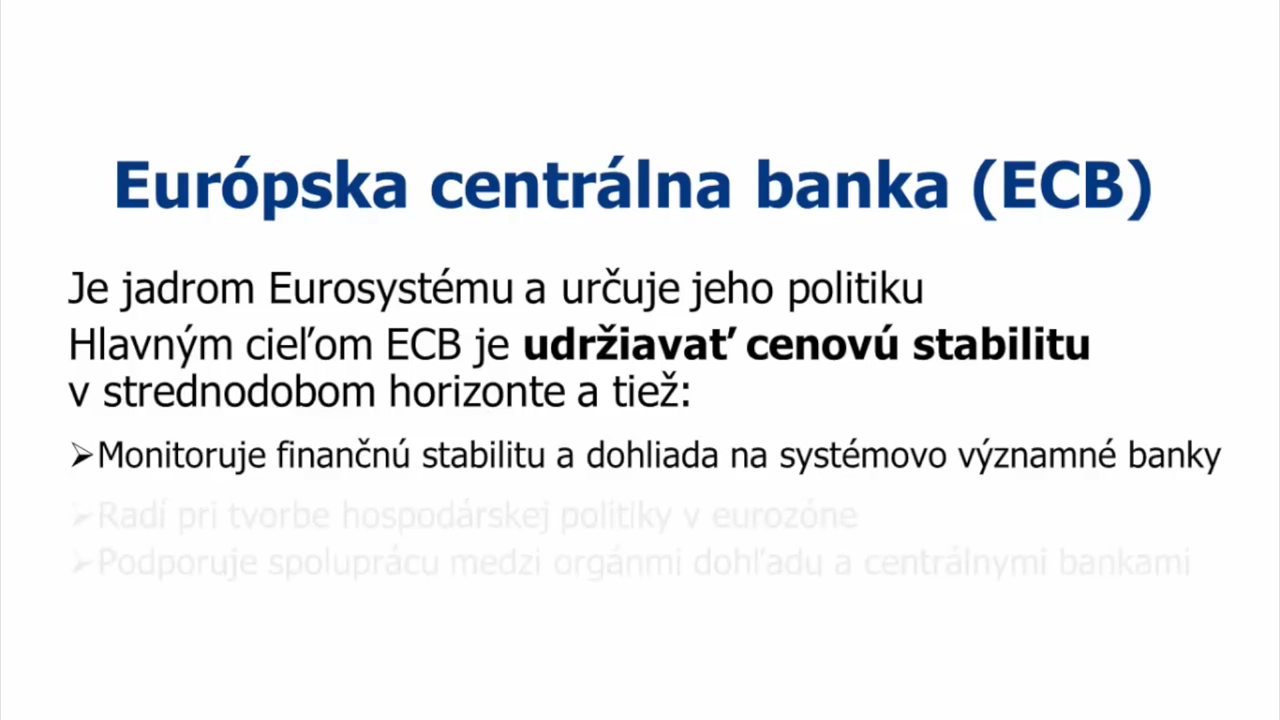 Európska centrálna banka (ECB)
Je jadrom Eurosystému a určuje jeho politiku
Hlavným cieľom ECB je udržiavať cenovú stabilitu
v strednodobom horizonte a tiež:
➢Monitoruje finančnú stabilitu a dohliada na systémovo významné banky
➢Radí pri tvorbe hospodárskej politiky v eurozóne
➢Podporuje spoluprácu medzi orgánmi dohľadu a centrálnymi bankami